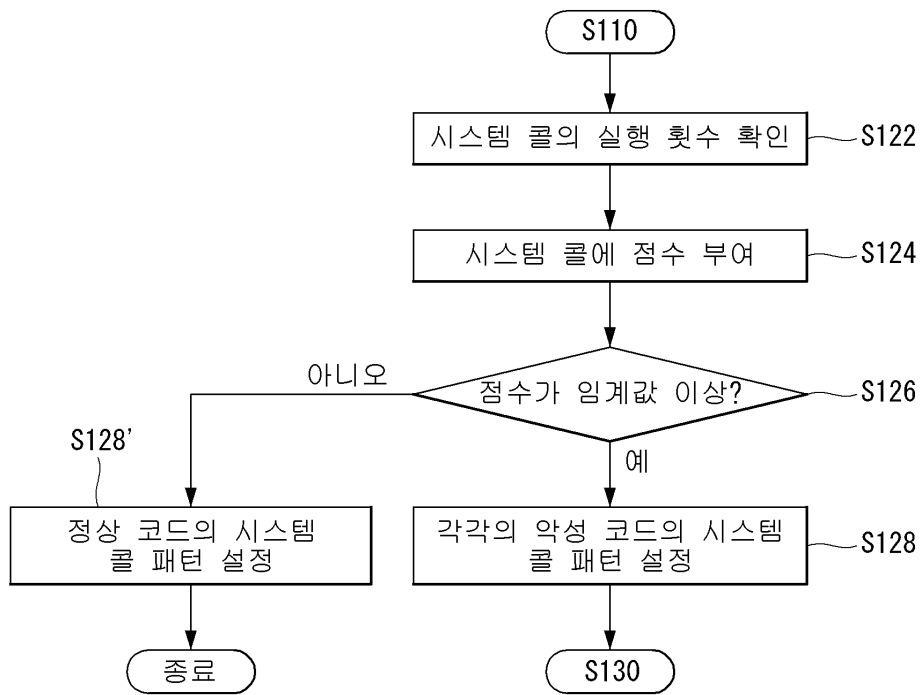 S110
시스템 콜의 실행 횟수 확인
S122
시스템 콜에 점수 부여
S124
아니오
점수가 임계값 이상?
S126
S128'
예
정상 코드의 시스템
콜 패턴 설정
각각의 악성 코드의 시스템
콜 패턴 설정
S128
종료
S130